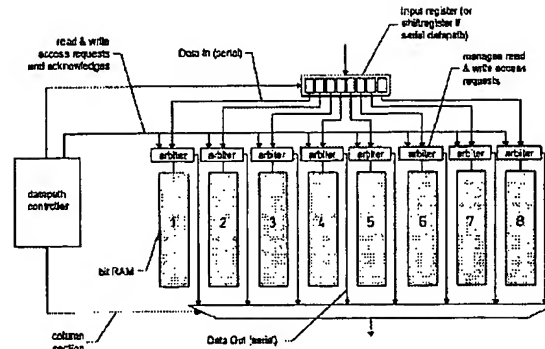 Input register (or
shiftregister if
serial datapath)
read & write
access requests
and acknowledges
Data In (serial)
manages read
& write access
requests
arbiter
arbiter
arbiter
arbiter
arbiter
arbiter
arbiter
arbiter
datapath
controller
1
2
3
4
5
6
7
8
bit RAM
column
section
Data Out (serial)